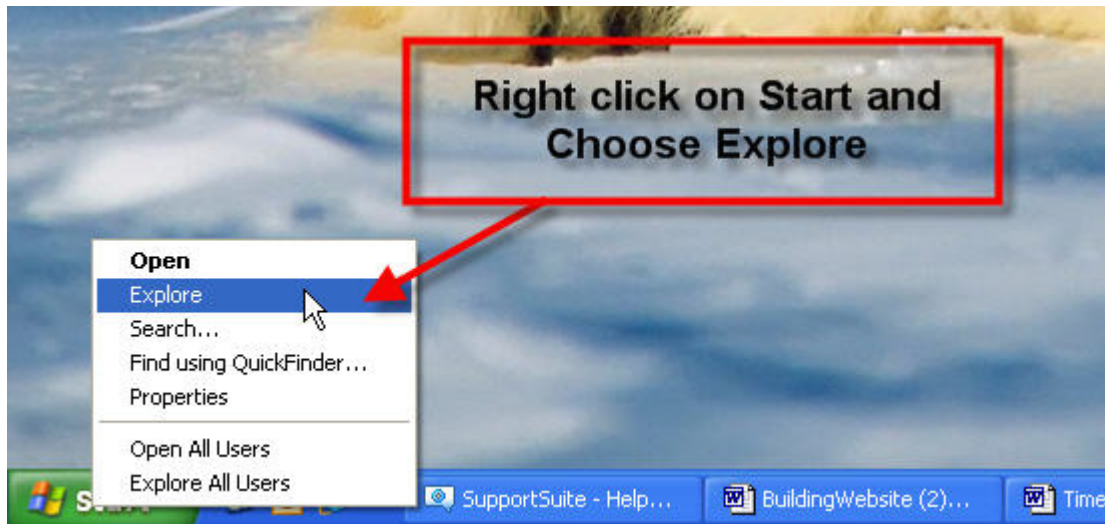 Right click on Start and
Choose Explore
Open
Explore
Search...
Find using QuickFinder...
Properties
Open All Users
Explore All Users
SupportSuite - Help...
BuildingWebsite (2)...
Time